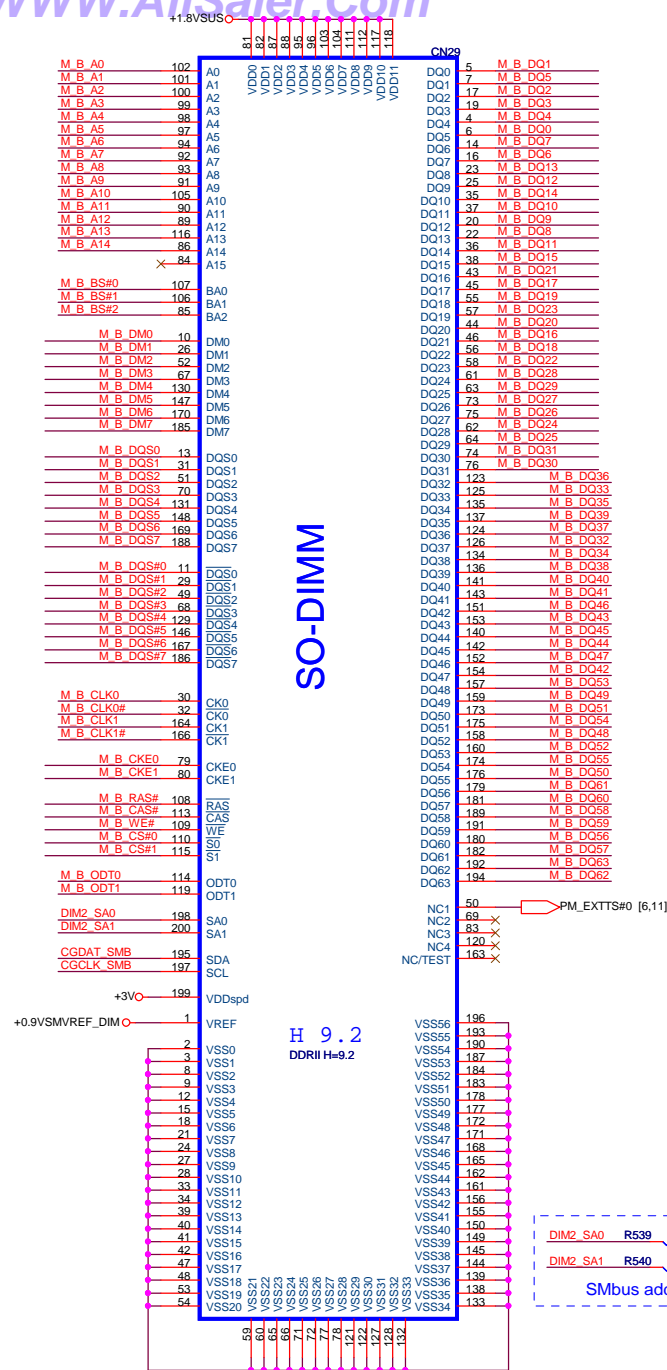 WWW.AllSaler.Com
+1.8VSUS
81 82 87 88 95 96 103 104 111 112 117 118
VDD0 VDD1 VDD2 VDD3 VDD4 VDD5 VDD6 VDD7 VDD8 VDD9 VDD10 VDD11
CN29
M_B_A0 102 A0
M_B_A1 101 A1
M_B_A2 100 A2
M_B_A3 99 A3
M_B_A4 98 A4
M_B_A5 97 A5
M_B_A6 94 A6
M_B_A7 92 A7
M_B_A8 93 A8
M_B_A9 91 A9
M_B_A10 105 A10
M_B_A11 90 A11
M_B_A12 89 A12
M_B_A13 116 A13
M_B_A14 86 A14
84 A15
M_B_BS#0 107 BA0
M_B_BS#1 106 BA1
M_B_BS#2 85 BA2
M_B_DM0 10 DM0
M_B_DM1 26 DM1
M_B_DM2 52 DM2
M_B_DM3 67 DM3
M_B_DM4 130 DM4
M_B_DM5 147 DM5
M_B_DM6 170 DM6
M_B_DM7 185 DM7
M_B_DQS0 13 DQS0
M_B_DQS1 31 DQS1
M_B_DQS2 51 DQS2
M_B_DQS3 70 DQS3
M_B_DQS4 131 DQS4
M_B_DQS5 148 DQS5
M_B_DQS6 169 DQS6
M_B_DQS7 188 DQS7
M_B_DQS#0 11 DQS0
M_B_DQS#1 29 DQS1
M_B_DQS#2 49 DQS2
M_B_DQS#3 68 DQS3
M_B_DQS#4 129 DQS4
M_B_DQS#5 146 DQS5
M_B_DQS#6 167 DQS6
M_B_DQS#7 186 DQS7
M_B_CLK0 30 CK0
M_B_CLK0# 32 CK0
M_B_CLK1 164 CK1
M_B_CLK1# 166 CK1
M_B_CKE0 79 CKE0
M_B_CKE1 80 CKE1
M_B_RAS# 108 RAS
M_B_CAS# 113 CAS
M_B_WE# 109 WE
M_B_CS#0 110 S0
M_B_CS#1 115 S1
M_B_ODT0 114 ODT0
M_B_ODT1 119 ODT1
DIM2_SA0 198 SA0
DIM2_SA1 200 SA1
CGDAT_SMB 195 SDA
CGCLK_SMB 197 SCL
+3V 199 VDDspd
+0.9VSMVREF_DIM 1 VREF
2 VSS0
3 VSS1
8 VSS2
9 VSS3
12 VSS4
15 VSS5
18 VSS6
21 VSS7
24 VSS8
27 VSS9
28 VSS10
33 VSS11
34 VSS12
39 VSS13
40 VSS14
41 VSS15
42 VSS16
47 VSS17
48 VSS18
53 VSS19
54 VSS20
SO-DIMM
H 9.2
DDRII H=9.2
DQ0 5 M_B_DQ1
DQ1 7 M_B_DQ5
DQ2 17 M_B_DQ2
DQ3 19 M_B_DQ3
DQ4 4 M_B_DQ4
DQ5 6 M_B_DQ0
DQ6 14 M_B_DQ7
DQ7 16 M_B_DQ6
DQ8 23 M_B_DQ13
DQ9 25 M_B_DQ12
DQ10 35 M_B_DQ14
DQ11 37 M_B_DQ10
DQ12 20 M_B_DQ9
DQ13 22 M_B_DQ8
DQ14 36 M_B_DQ11
DQ15 38 M_B_DQ15
DQ16 43 M_B_DQ21
DQ17 45 M_B_DQ17
DQ18 55 M_B_DQ19
DQ19 57 M_B_DQ23
DQ20 44 M_B_DQ20
DQ21 46 M_B_DQ16
DQ22 56 M_B_DQ18
DQ23 58 M_B_DQ22
DQ24 61 M_B_DQ28
DQ25 63 M_B_DQ29
DQ26 73 M_B_DQ27
DQ27 75 M_B_DQ26
DQ28 62 M_B_DQ24
DQ29 64 M_B_DQ25
DQ30 74 M_B_DQ31
DQ31 76 M_B_DQ30
DQ32 123 M_B_DQ36
DQ33 125 M_B_DQ33
DQ34 135 M_B_DQ35
DQ35 137 M_B_DQ39
DQ36 124 M_B_DQ37
DQ37 126 M_B_DQ32
DQ38 134 M_B_DQ34
DQ39 136 M_B_DQ38
DQ40 141 M_B_DQ40
DQ41 143 M_B_DQ41
DQ42 151 M_B_DQ46
DQ43 153 M_B_DQ43
DQ44 140 M_B_DQ45
DQ45 142 M_B_DQ44
DQ46 152 M_B_DQ47
DQ47 154 M_B_DQ42
DQ48 157 M_B_DQ53
DQ49 159 M_B_DQ49
DQ50 173 M_B_DQ51
DQ51 175 M_B_DQ54
DQ52 158 M_B_DQ48
DQ53 160 M_B_DQ52
DQ54 174 M_B_DQ55
DQ55 176 M_B_DQ50
DQ56 179 M_B_DQ61
DQ57 181 M_B_DQ60
DQ58 189 M_B_DQ58
DQ59 191 M_B_DQ59
DQ60 180 M_B_DQ56
DQ61 182 M_B_DQ57
DQ62 192 M_B_DQ63
DQ63 194 M_B_DQ62
NC1 50 PM_EXTTS#0 [6,11]
NC2 69
NC3 83
NC4 120
NC/TEST 163
VSS56 196
VSS55 193
VSS54 190
VSS53 187
VSS52 184
VSS51 183
VSS50 178
VSS49 177
VSS48 172
VSS47 171
VSS46 168
VSS45 165
VSS44 162
VSS43 161
VSS42 156
VSS41 155
VSS40 150
VSS39 149
VSS38 145
VSS37 144
VSS36 139
VSS35 138
VSS34 133
VSS21 VSS22 VSS23 VSS24 VSS25 VSS26 VSS27 VSS28 VSS29 VSS30 VSS31 VSS32 VSS33
59 60 65 66 71 72 77 78 121 122 127 128 132
DIM2_SA0 R539
DIM2_SA1 R540
SMbus add